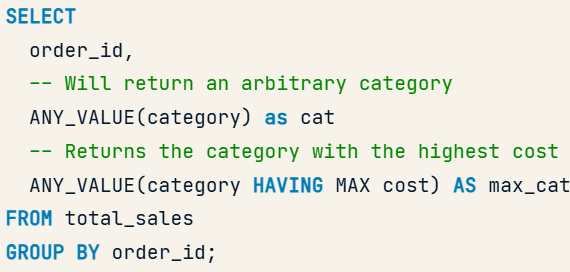 SELECT
order_id,
-- Will return an arbitrary category
ANY_VALUE(category) as cat
-- Returns the category with the highest cost
ANY_VALUE(category HAVING MAX cost) AS max_cat
FROM total_sales
GROUP BY order_id;